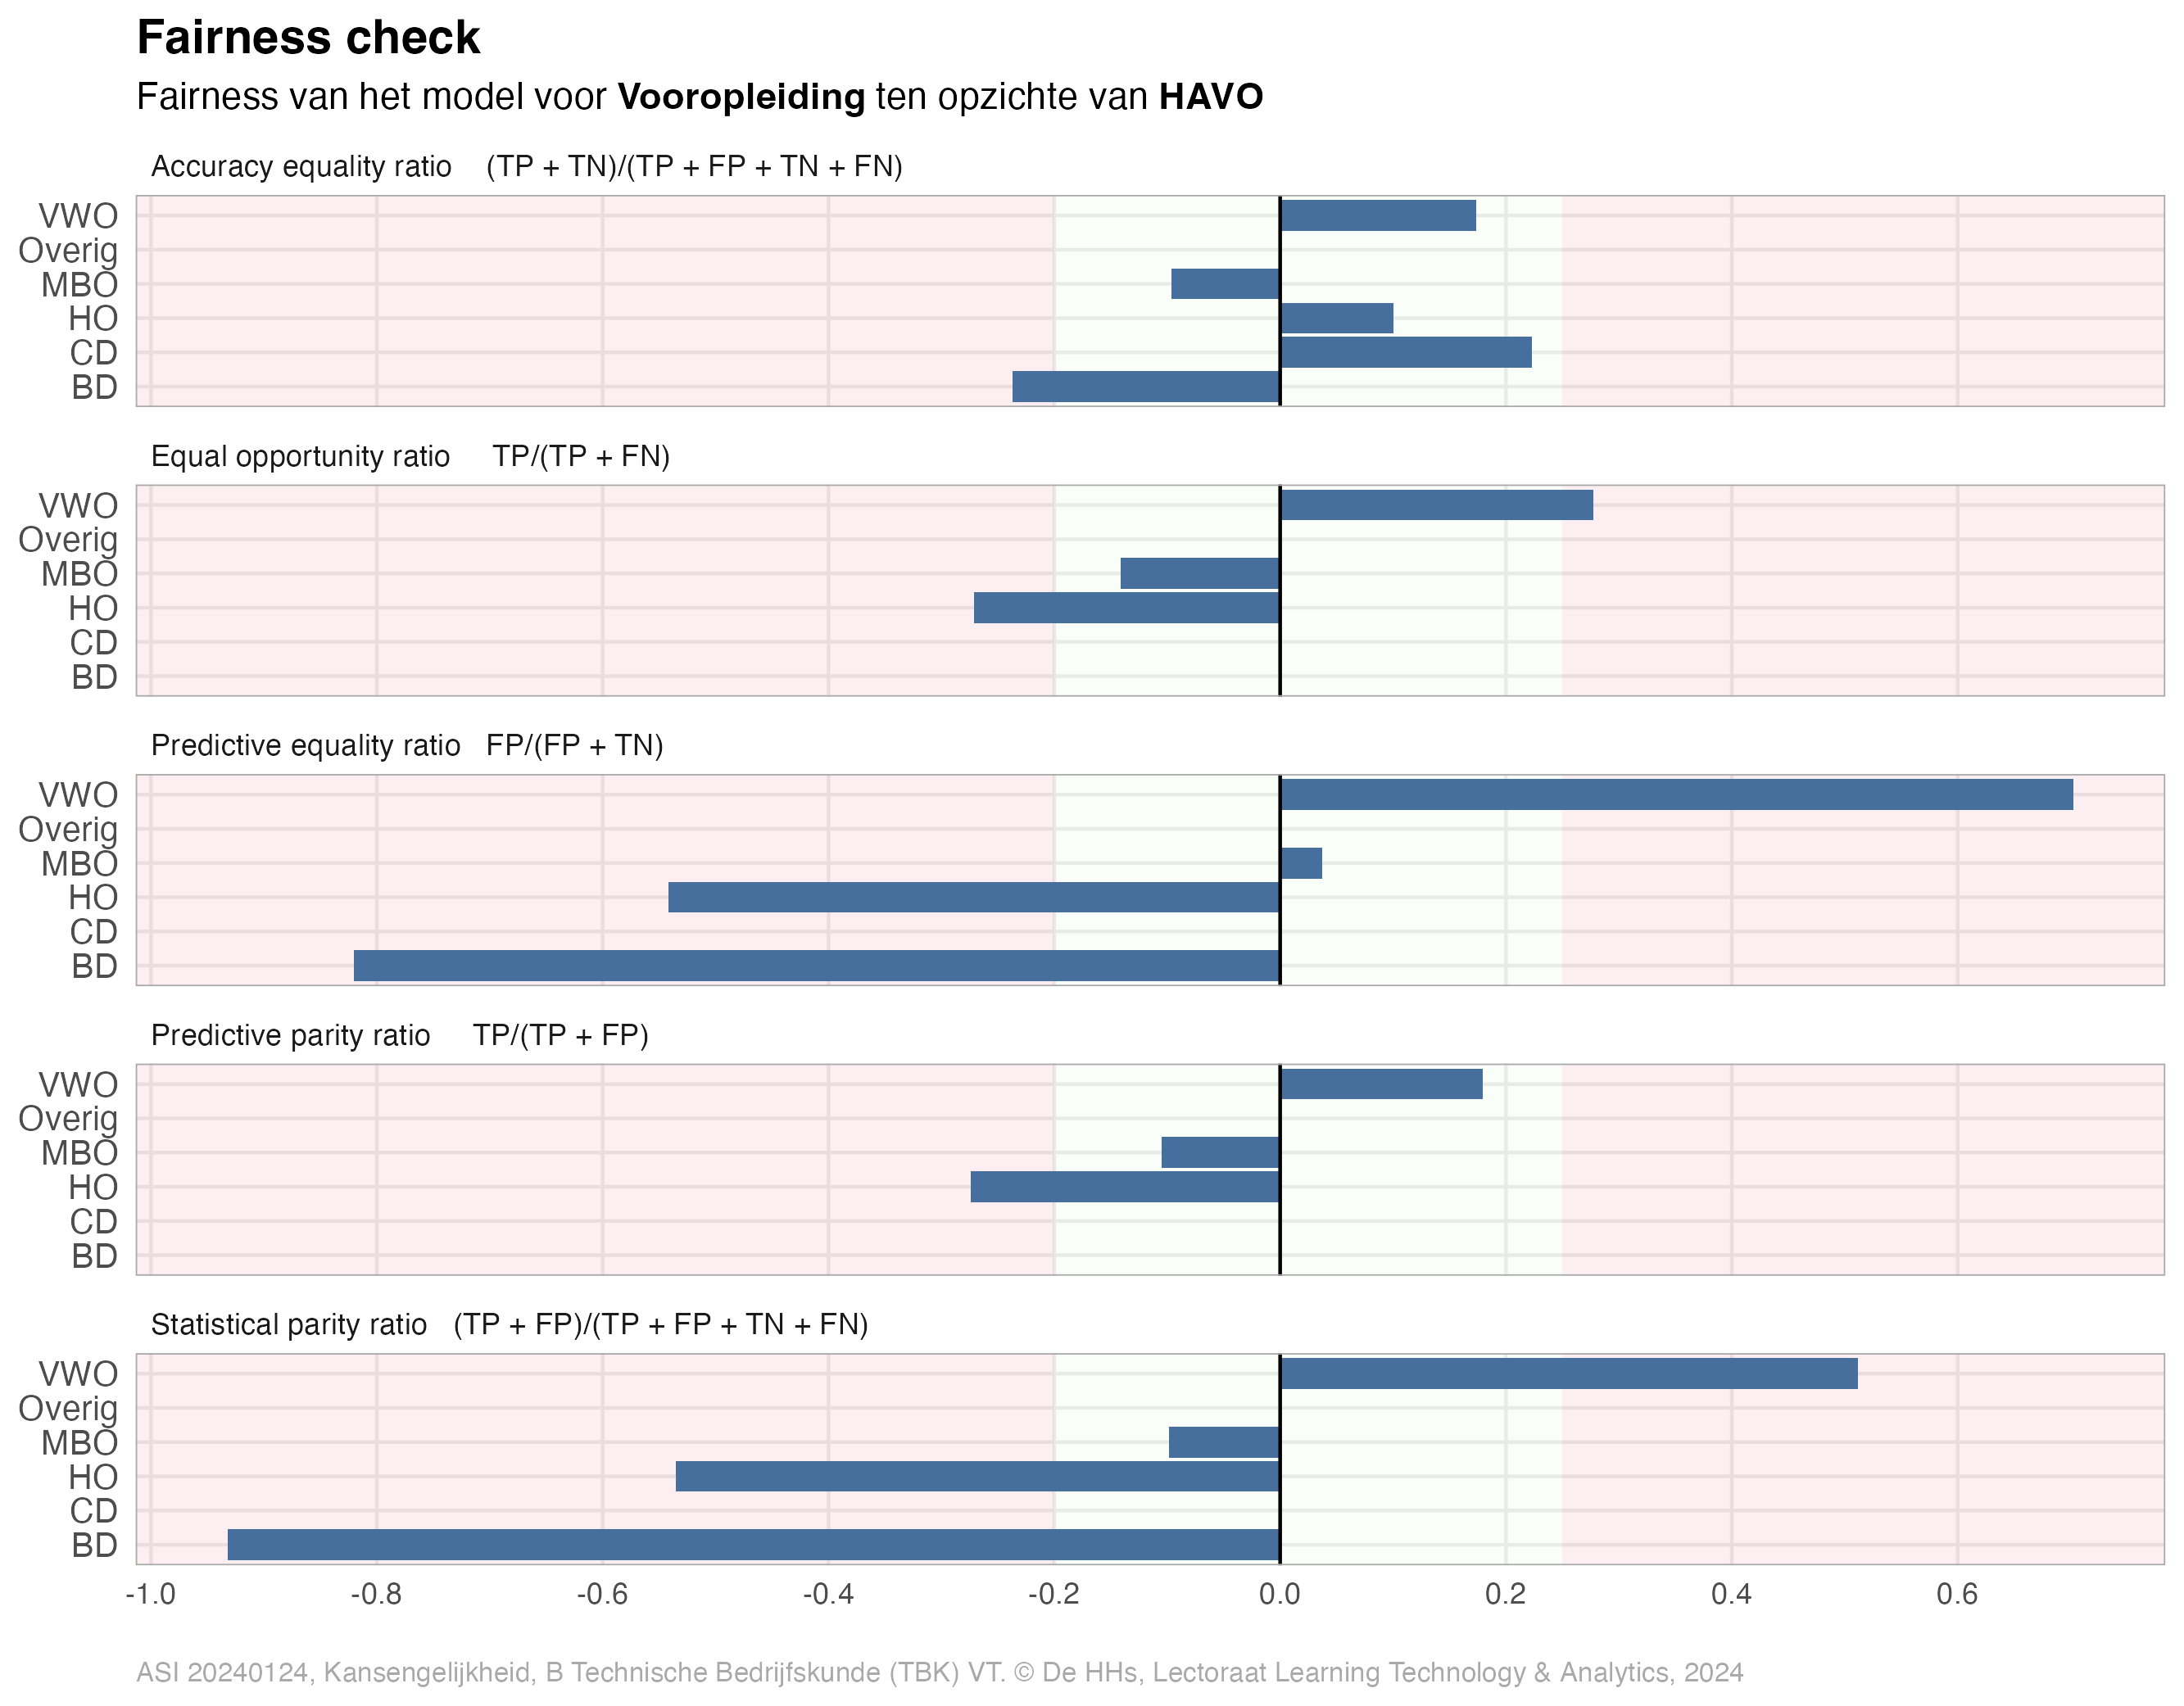 Fairness check
Fairness van het model voor Vooropleiding ten opzichte van HAVO
Accuracy equality ratio (TP + TN)/(TP + FP + TN + FN)
VWO
Overig
MBO
HO
CD
BD
Equal opportunity ratio TP/(TP + FN)
VWO
Overig
MBO
HO
CD
BD
Predictive equality ratio FP/(FP + TN)
VWO
Overig
MBO
HO
CD
BD
Predictive parity ratio TP/(TP + FP)
VWO
Overig
MBO
HO
CD
BD
Statistical parity ratio (TP + FP)/(TP + FP + TN + FN)
VWO
Overig
MBO
HO
CD
BD
-1.0 -0.8 -0.6 -0.4 -0.2 0.0 0.2 0.4 0.6
ASI 20240124, Kansengelijkheid, B Technische Bedrijfskunde (TBK) VT. © De HHs, Lectoraat Learning Technology & Analytics, 2024